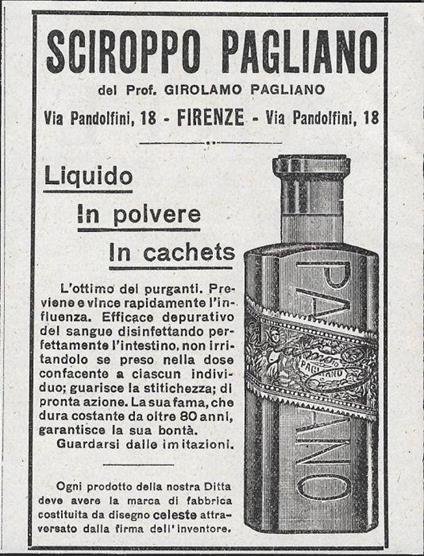 SCIROPPO PAGLIANO
del Prof. GIROLAMO PAGLIANO
Via Pandolfini, 18 - FIRENZE - Via Pandolfini, 18
Liquido
In polvere
In cachets
L'ottimo dei purganti. Pre-
viene e vince rapidamente l'in-
fluenza. Efficace depurativo
del sangue disinfettando per-
fettamente l'intestino, non irri-
tandolo se preso nella dose
confacente a ciascun indivi-
duo; guarisce la stitichezza; di
pronta azione. La sua fama, che
dura costante da oltre 80 anni,
garantisce la sua bontà.
Guardarsi dalle imitazioni.
Ogni prodotto della nostra Ditta
deve avere la marca di fabbrica
costituita da disegno celeste attra-
versato dalla firma dell'inventore.
PAGLIANO
PAGLIANO